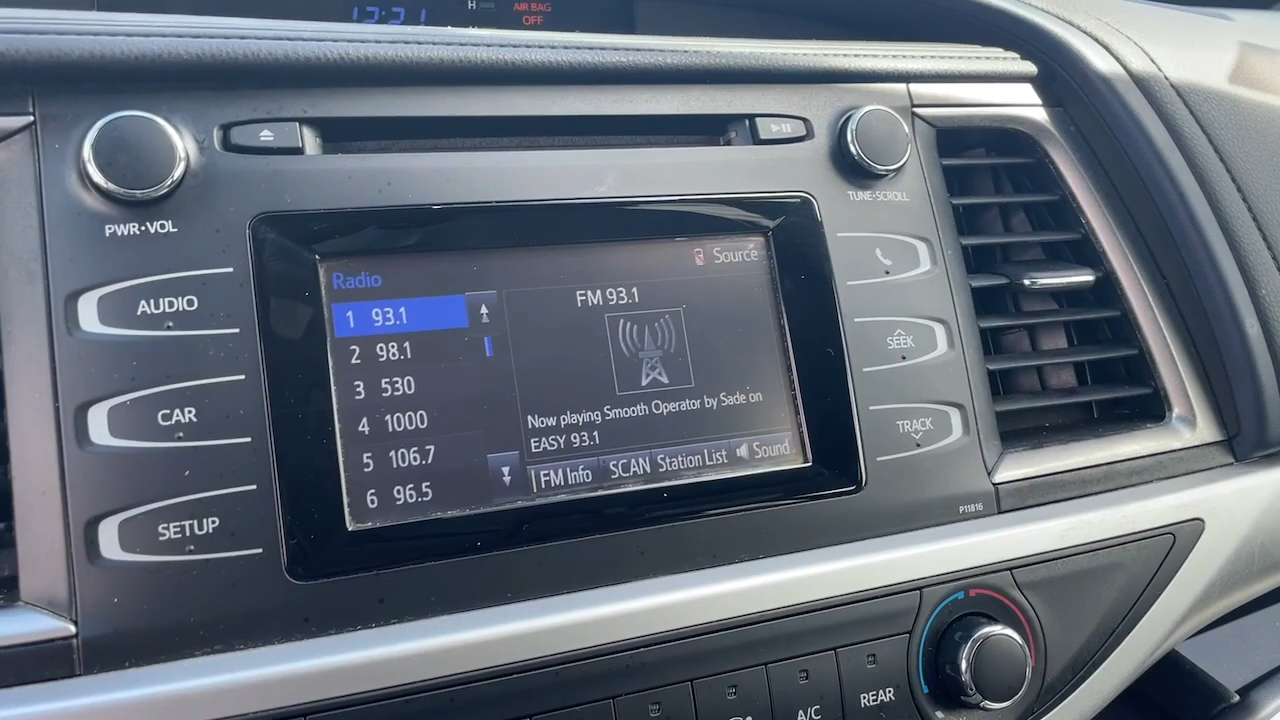 12:21
H
AIR BAG
OFF
PWR•VOL
TUNE•SCROLL
AUDIO
CAR
SETUP
Radio
Source
1 93.1
2 98.1
3 530
4 1000
5 106.7
6 96.5
FM 93.1
Now playing Smooth Operator by Sade on
EASY 93.1
FM Info
SCAN
Station List
Sound
SEEK
TRACK
P11816
A/C
REAR